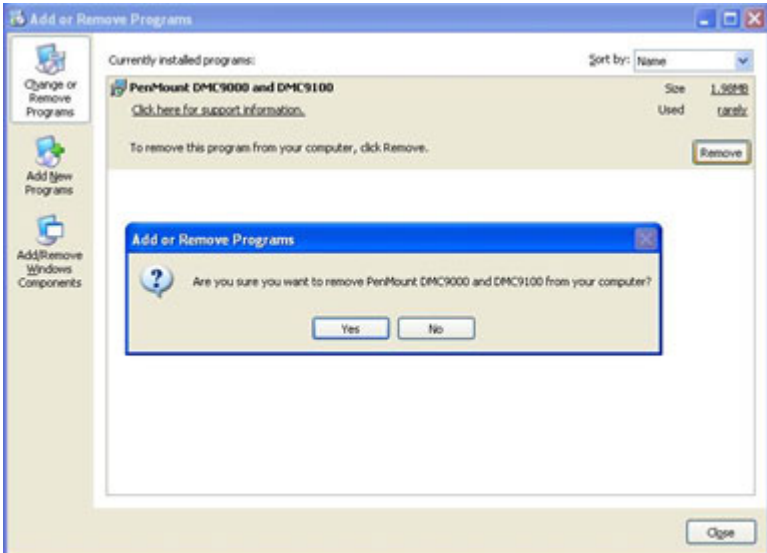 Add or Remove Programs
Change or
Remove
Programs
Add New
Programs
Add/Remove
Windows
Components
Currently installed programs:
Sort by: Name
PenMount DMC9000 and DMC9100
Size 1.98MB
Click here for support information.
Used rarely
To remove this program from your computer, click Remove.
Remove
Add or Remove Programs
Are you sure you want to remove PenMount DMC9000 and DMC9100 from your computer?
Yes No
Close